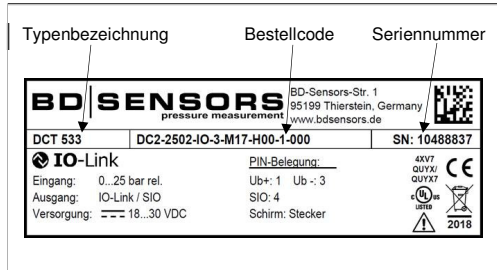 Typenbezeichnung Bestellcode Seriennummer
BD SENSORS
pressure measurement
BD-Sensors-Str. 1
95199 Thierstein, Germany
www.bdsensors.de
DCT 533 DC2-2502-IO-3-M17-H00-1-000 SN: 10488837
IO-Link
Eingang: 0...25 bar rel.
Ausgang: IO-Link / SIO
Versorgung: 18...30 VDC
PIN-Belegung:
Ub+: 1 Ub -: 3
SIO: 4
Schirm: Stecker
4XV7
QUYX/
QUYX7
CE
c UL us
LISTED
2018